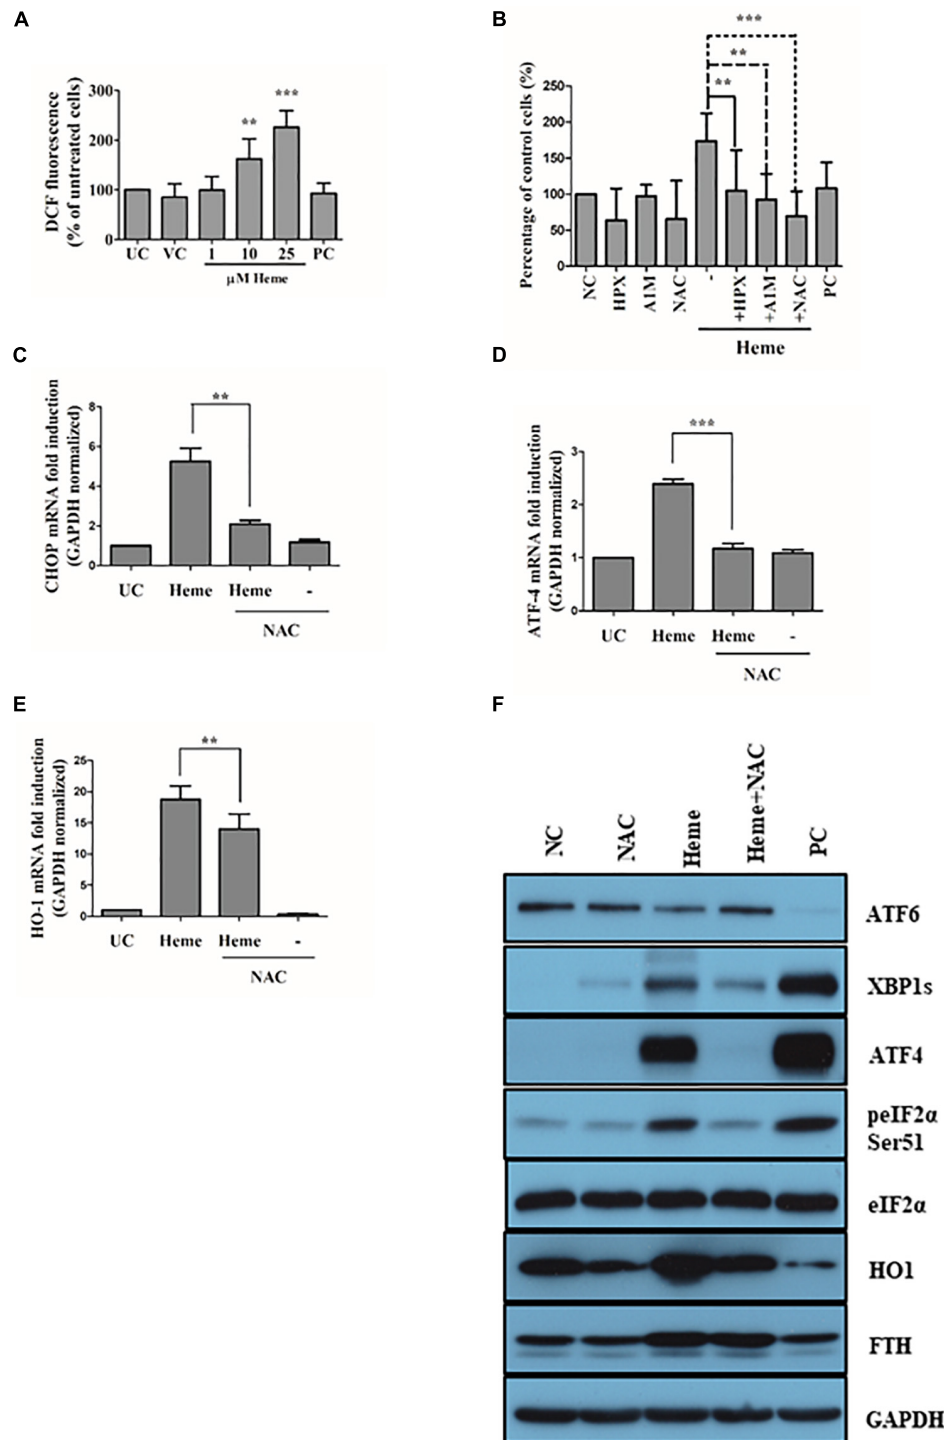 A
DCF fluorescence
(% of untreated cells)
300
200
100
0
**
***
UC VC 1 10 25 PC
µM Heme
B
Percentage of control cells (%)
250
200
150
100
50
0
***
**
**
NC HPX A1M NAC - +HPX +A1M +NAC PC
Heme
C
CHOP mRNA fold induction
(GAPDH normalized)
8
6
4
2
0
**
UC Heme Heme -
NAC
D
ATF-4 mRNA fold induction
(GAPDH normalized)
3
2
1
0
***
UC Heme Heme -
NAC
E
HO-1 mRNA fold induction
(GAPDH normalized)
25
20
15
10
5
0
**
UC Heme Heme -
NAC
F
NC NAC Heme Heme+NAC PC
ATF6
XBP1s
ATF4
peIF2α
Ser51
eIF2α
HO1
FTH
GAPDH